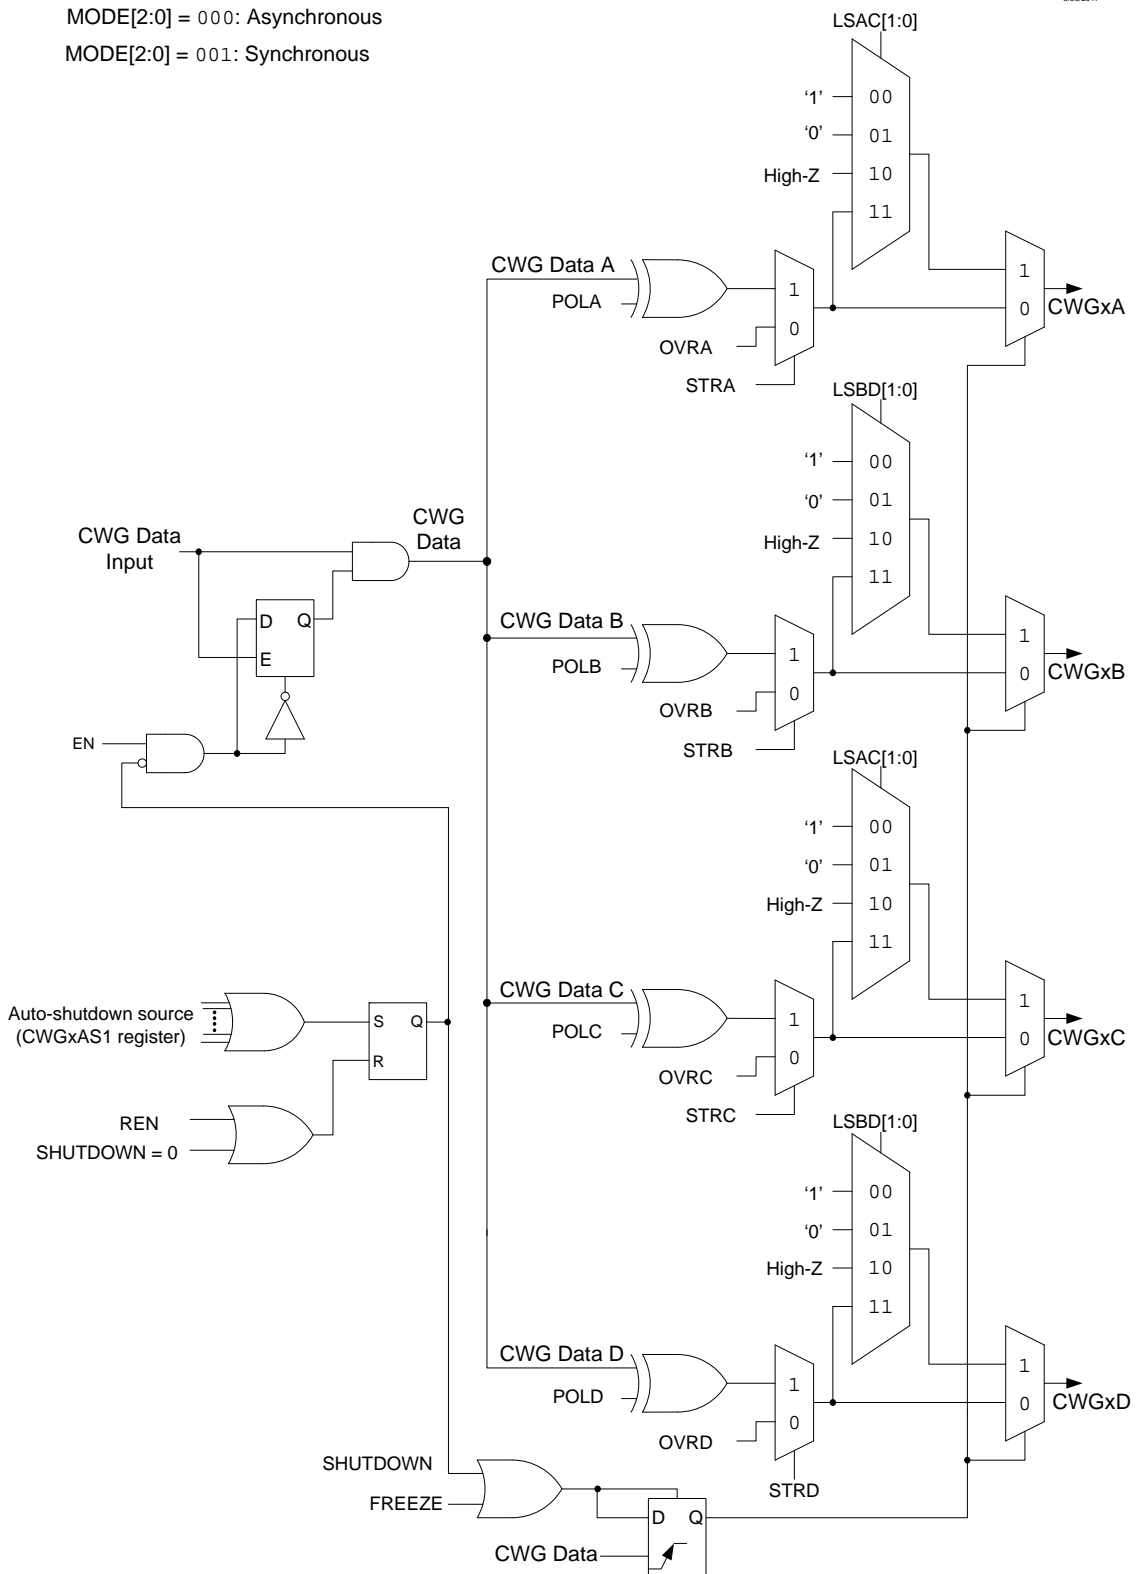 MODE[2:0] = 000: Asynchronous
MODE[2:0] = 001: Synchronous
LSAC[1:0]
‘1’ 00
‘0’ 01
High-Z 10
11
CWG Data A
POLA
1
0
OVRA
STRA
1
0
CWGxA
LSBD[1:0]
‘1’ 00
‘0’ 01
High-Z 10
11
CWG Data Input
CWG Data
D Q
E
EN
CWG Data B
POLB
1
0
OVRB
STRB
1
0
CWGxB
LSAC[1:0]
‘1’ 00
‘0’ 01
High-Z 10
11
CWG Data C
POLC
1
0
OVRC
STRC
1
0
CWGxC
Auto-shutdown source
(CWGxAS1 register)
S Q
R
REN
SHUTDOWN = 0
LSBD[1:0]
‘1’ 00
‘0’ 01
High-Z 10
11
CWG Data D
POLD
1
0
OVRD
STRD
1
0
CWGxD
SHUTDOWN
FREEZE
D Q
CWG Data